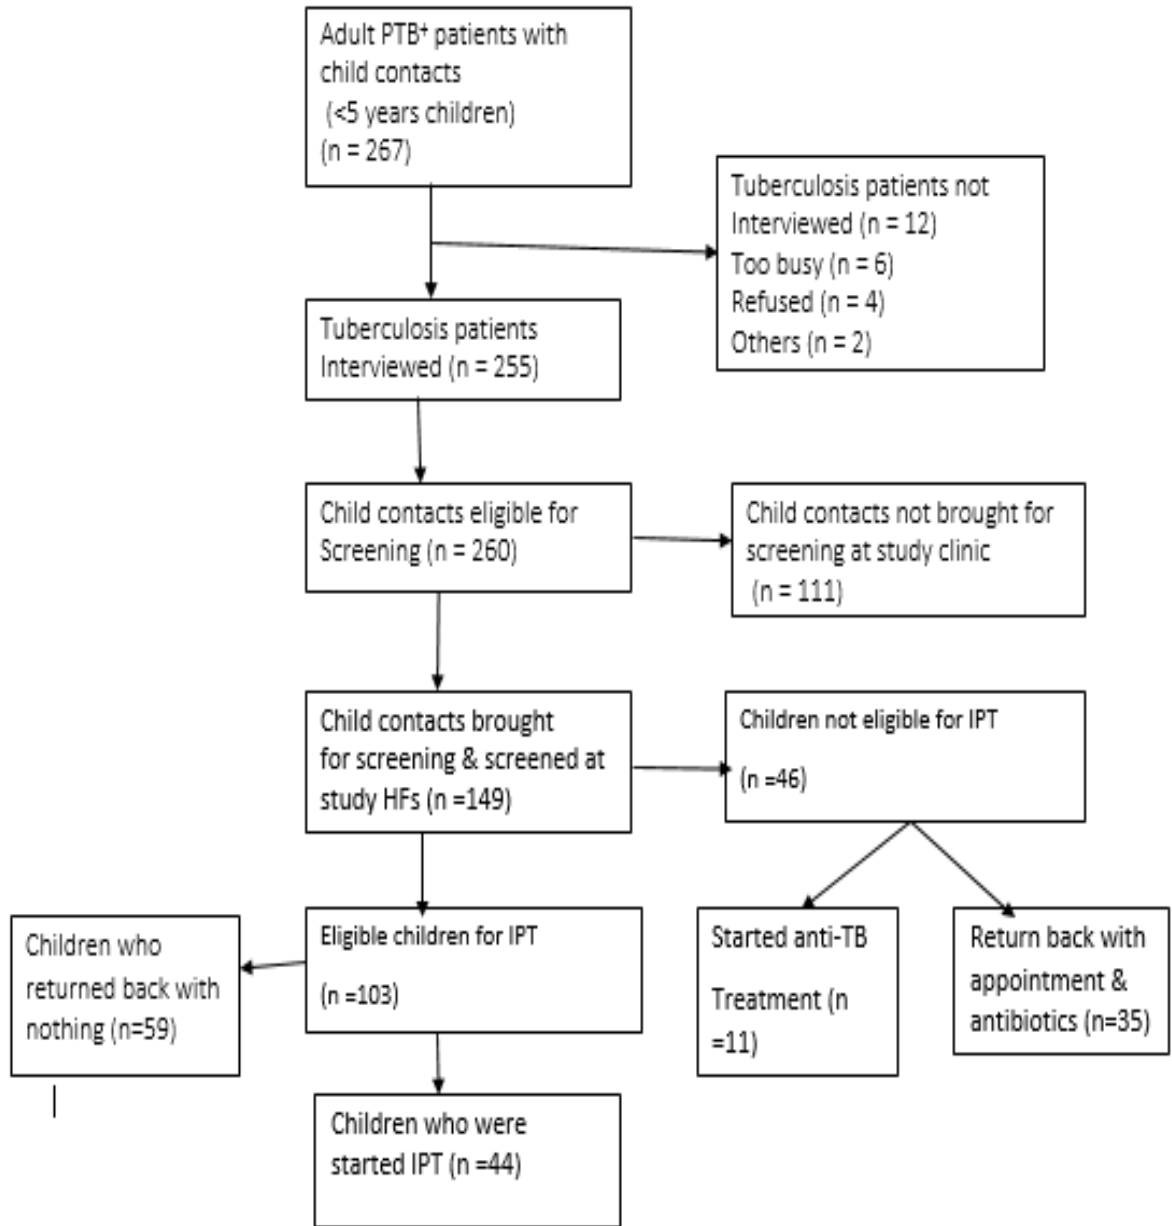 Adult PTB⁺ patients with
child contacts
(<5 years children)
(n = 267)
Tuberculosis patients not
Interviewed (n = 12)
Too busy (n = 6)
Refused (n = 4)
Others (n = 2)
Tuberculosis patients
Interviewed (n = 255)
Child contacts eligible for
Screening (n = 260)
Child contacts not brought for
screening at study clinic
(n = 111)
Child contacts brought
for screening & screened at
study HFs (n =149)
Children not eligible for IPT
(n =46)
Children who
returned back with
nothing (n=59)
Eligible children for IPT
(n =103)
Started anti-TB
Treatment (n
=11)
Return back with
appointment &
antibiotics (n=35)
Children who were
started IPT (n =44)